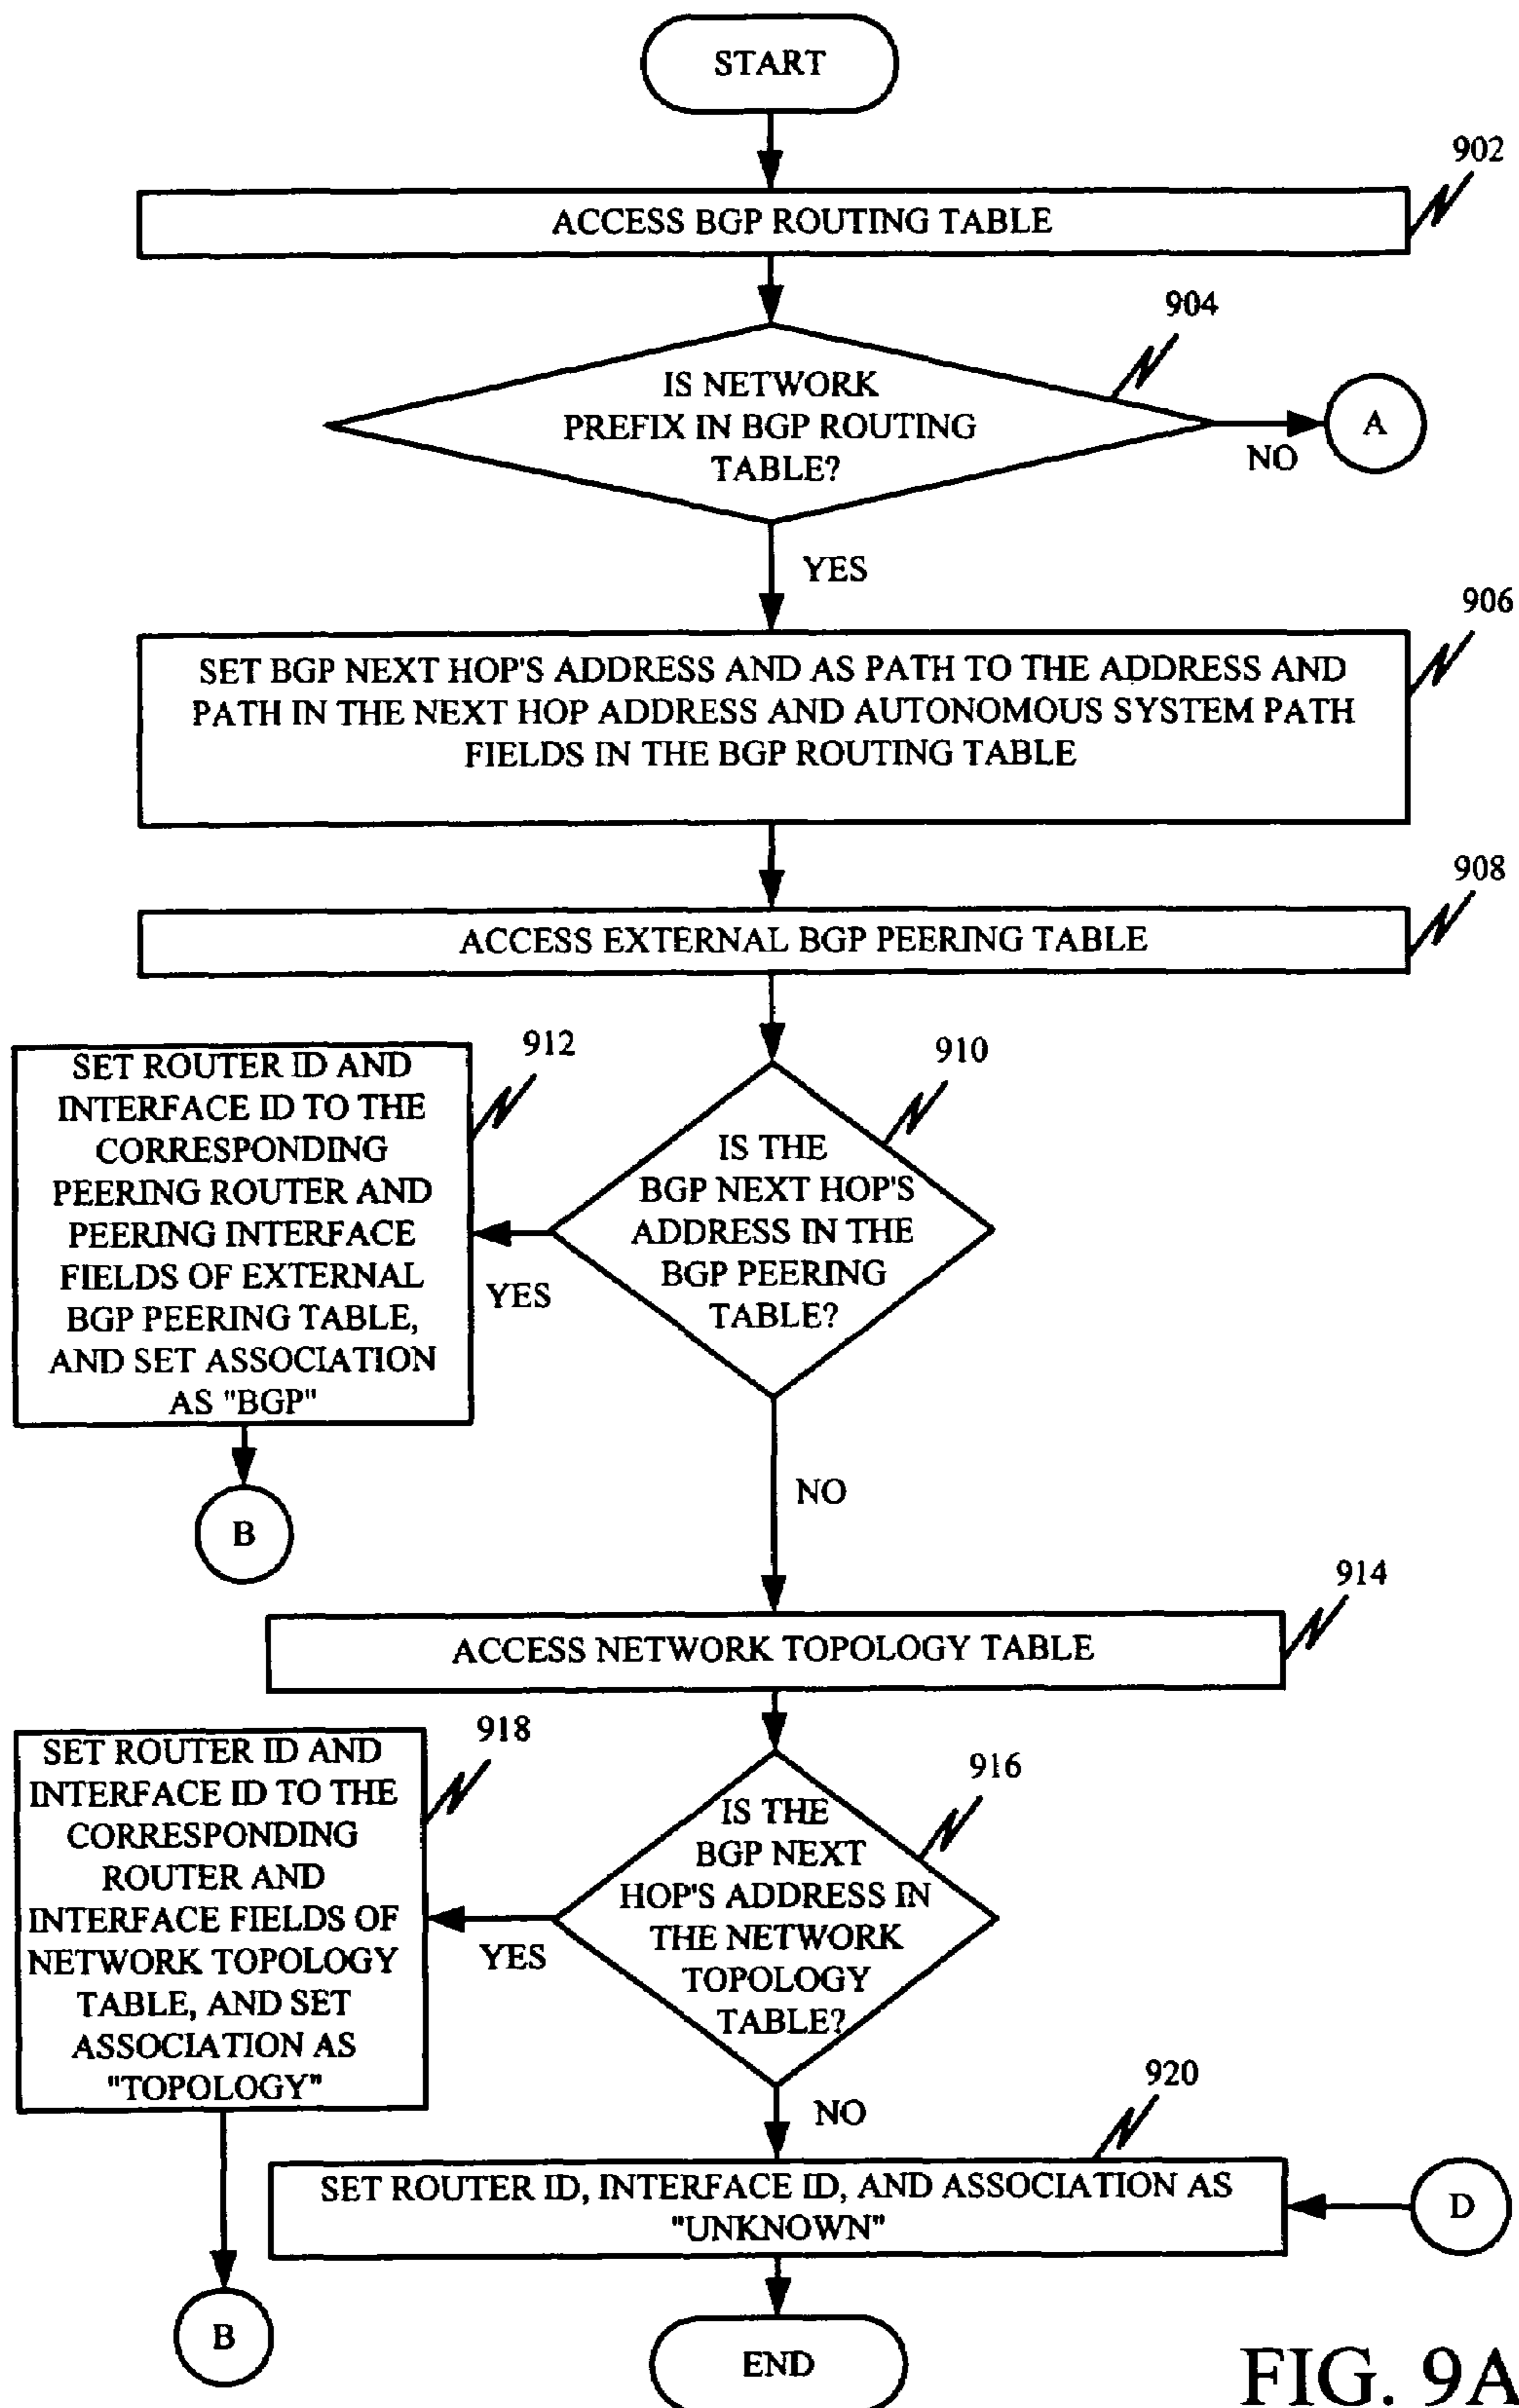 START
902
ACCESS BGP ROUTING TABLE
904
IS NETWORK
PREFIX IN BGP ROUTING
TABLE?
NO
A
YES
906
SET BGP NEXT HOP'S ADDRESS AND AS PATH TO THE ADDRESS AND
PATH IN THE NEXT HOP ADDRESS AND AUTONOMOUS SYSTEM PATH
FIELDS IN THE BGP ROUTING TABLE
908
ACCESS EXTERNAL BGP PEERING TABLE
912
SET ROUTER ID AND
INTERFACE ID TO THE
CORRESPONDING
PEERING ROUTER AND
PEERING INTERFACE
FIELDS OF EXTERNAL
BGP PEERING TABLE,
AND SET ASSOCIATION
AS "BGP"
910
IS THE
BGP NEXT HOP'S
ADDRESS IN THE
BGP PEERING
TABLE?
YES
B
NO
914
ACCESS NETWORK TOPOLOGY TABLE
918
SET ROUTER ID AND
INTERFACE ID TO THE
CORRESPONDING
ROUTER AND
INTERFACE FIELDS OF
NETWORK TOPOLOGY
TABLE, AND SET
ASSOCIATION AS
"TOPOLOGY"
916
IS THE
BGP NEXT
HOP'S ADDRESS IN
THE NETWORK
TOPOLOGY
TABLE?
YES
NO
920
SET ROUTER ID, INTERFACE ID, AND ASSOCIATION AS
"UNKNOWN"
D
B
END
FIG. 9A